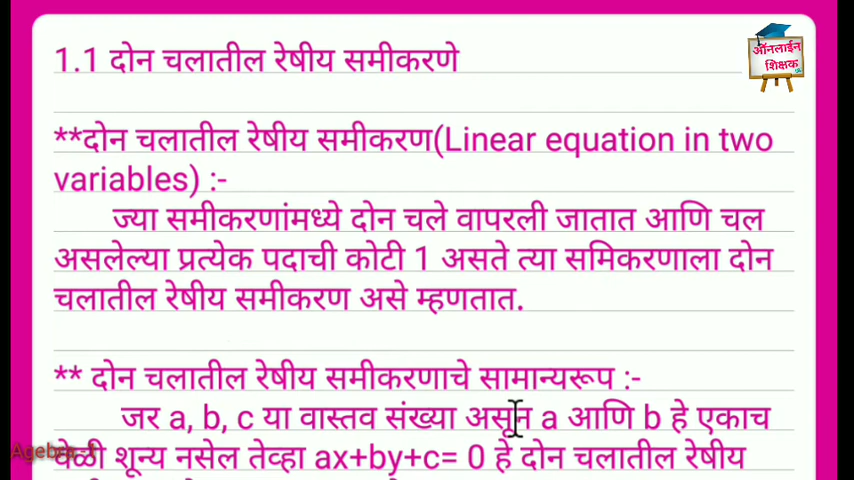 1.1 दोन चलातील रेषीय समीकरणे
ऑनलाईन
शिक्षक
**दोन चलातील रेषीय समीकरण(Linear equation in two
variables) :-
ज्या समीकरणांमध्ये दोन चले वापरली जातात आणि चल
असलेल्या प्रत्येक पदाची कोटी 1 असते त्या समिकरणाला दोन
चलातील रेषीय समीकरण असे म्हणतात.
** दोन चलातील रेषीय समीकरणाचे सामान्यरूप :-
जर a, b, c या वास्तव संख्या असून a आणि b हे एकाच
वेळी शून्य नसेल तेव्हा ax+by+c= 0 हे दोन चलातील रेषीय